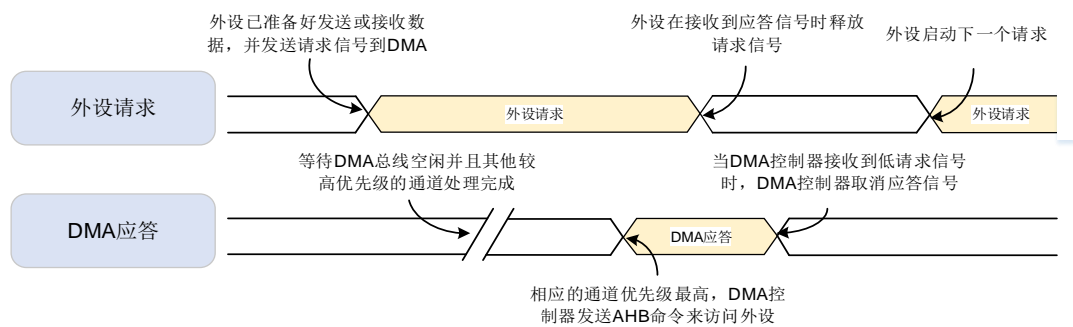 外设已准备好发送或接收数
据，并发送请求信号到DMA
外设在接收到应答信号时释放
请求信号
外设启动下一个请求
外设请求
外设请求
外设请求
等待DMA总线空闲并且其他较
高优先级的通道处理完成
当DMA控制器接收到低请求信号
时，DMA控制器取消应答信号
DMA应答
DMA应答
相应的通道优先级最高，DMA控
制器发送AHB命令来访问外设